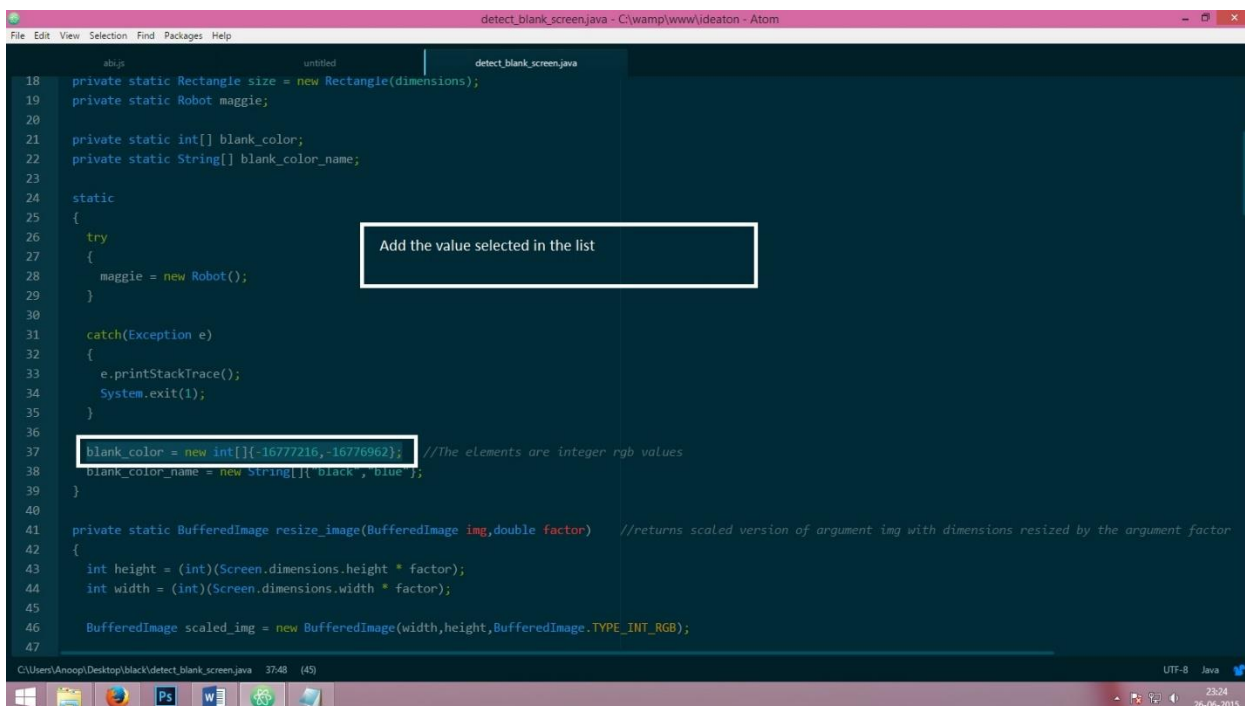 detect_blank_screen.java - C:\wamp\www\ideaton - Atom
File Edit View Selection Find Packages Help
abi.js untitled detect_blank_screen.java
18 private static Rectangle size = new Rectangle(dimensions);
19 private static Robot maggie;
20
21 private static int[] blank_color;
22 private static String[] blank_color_name;
23
24 static
25 {
26 try
27 {
28 maggie = new Robot();
29 }
30
31 catch(Exception e)
32 {
33 e.printStackTrace();
34 System.exit(1);
35 }
36
37 blank_color = new int[]{-16777216,-16776962}; //The elements are integer rgb values
38 blank_color_name = new String[]{"black","blue"};
39 }
40
41 private static BufferedImage resize_image(BufferedImage img,double factor) //returns scaled version of argument img with dimensions resized by the argument factor
42 {
43 int height = (int)(Screen.dimensions.height * factor);
44 int width = (int)(Screen.dimensions.width * factor);
45
46 BufferedImage scaled_img = new BufferedImage(width,height,BufferedImage.TYPE_INT_RGB);
47
Add the value selected in the list
C:\Users\Anoop\Desktop\black\detect_blank_screen.java 37:48 (45) UTF-8 Java
Ps W
23:24
26-06-2015